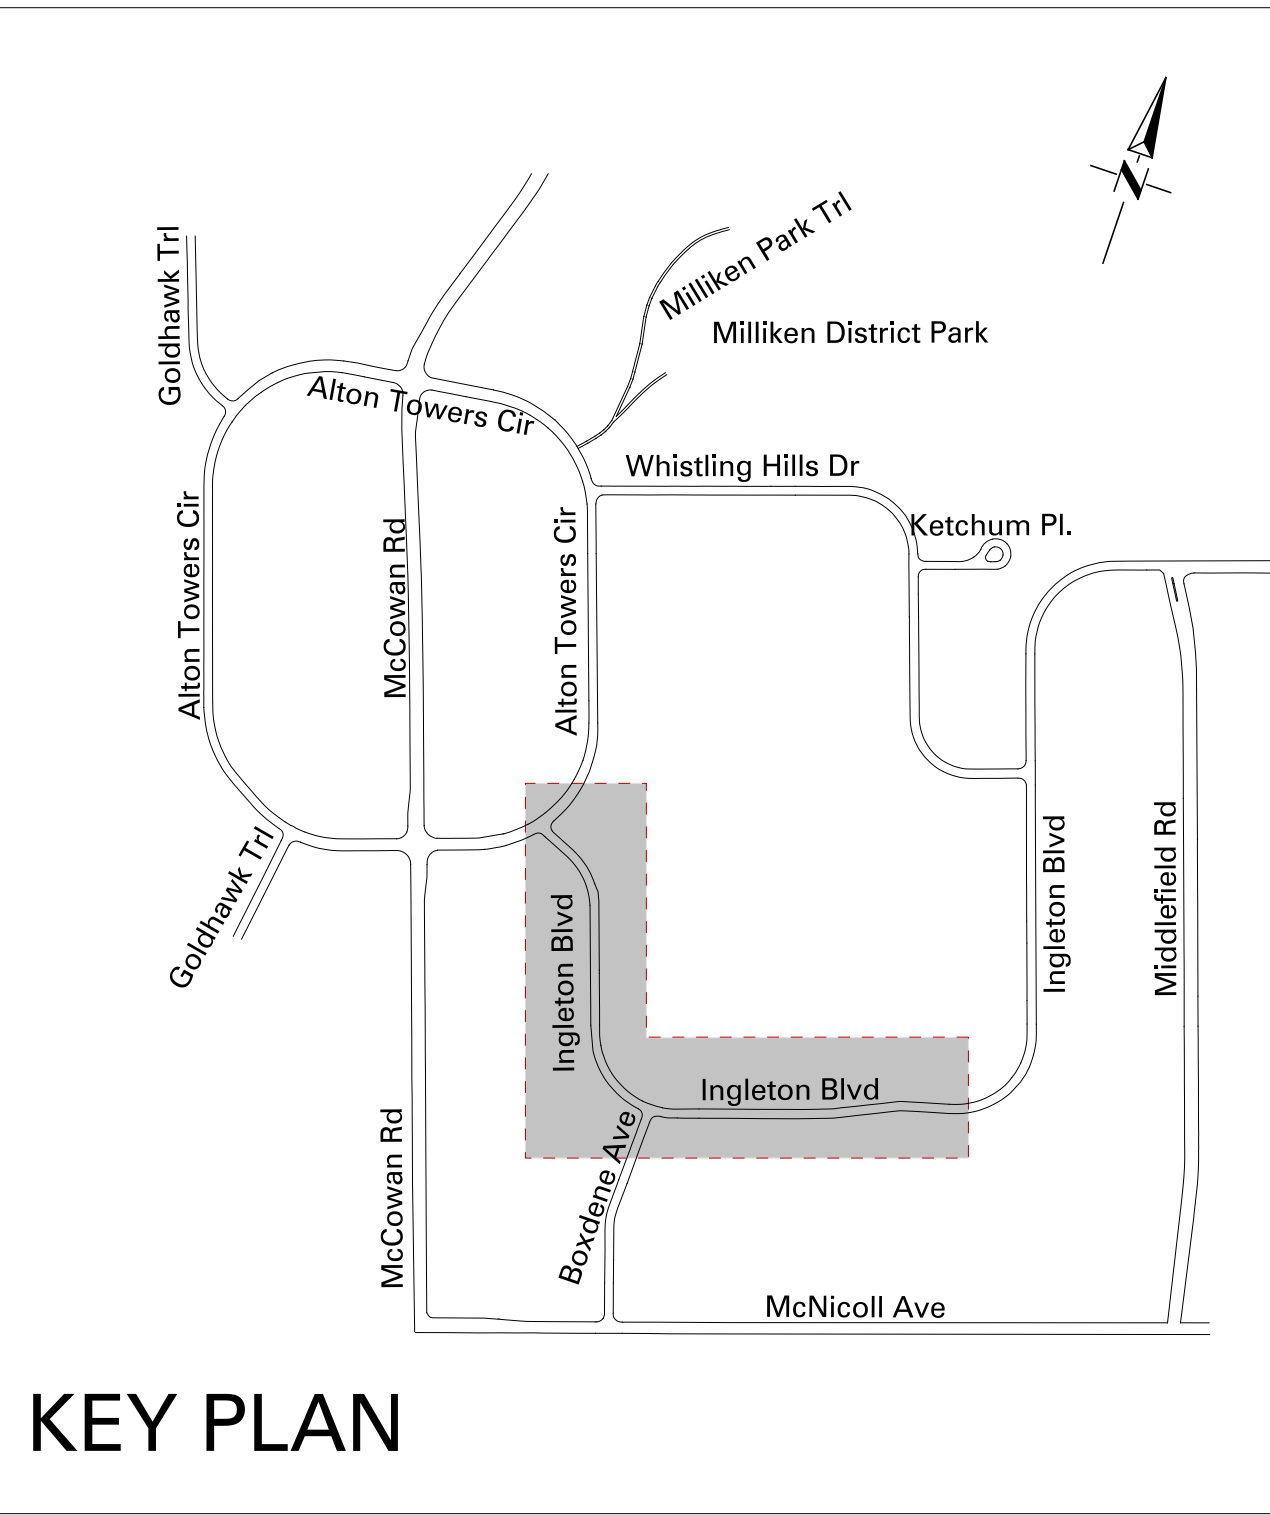 N
Goldhawk Trl
Milliken Park Trl
Milliken District Park
Alton Towers Cir
Whistling Hills Dr
Ketchum Pl.
Alton Towers Cir
McCowan Rd
Alton Towers Cir
Goldhawk Trl
Ingleton Blvd
Ingleton Blvd
Middlefield Rd
Ingleton Blvd
McCowan Rd
Boxdene Ave
McNicoll Ave
KEY PLAN